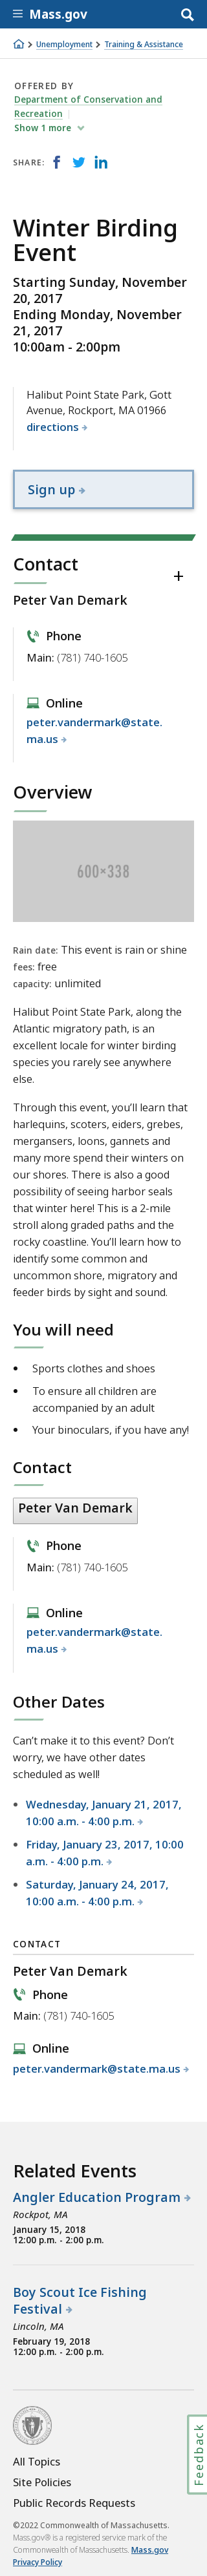 Mass.gov
Unemployment
Training & Assistance
OFFERED BY
Department of Conservation and
Recreation
Show 1 more
SHARE:
Winter Birding
Event
Starting Sunday, November
20, 2017
Ending Monday, November
21, 2017
10:00am - 2:00pm
Halibut Point State Park, Gott
Avenue, Rockport, MA 01966
directions
Sign up
Contact
Peter Van Demark
Phone
Main: (781) 740-1605
Online
peter.vandermark@state.
ma.us
Overview
600×338
Rain date: This event is rain or shine
fees: free
capacity: unlimited
Halibut Point State Park, along the
Atlantic migratory path, is an
excellent locale for winter birding
species you rarely see anywhere
else.
Through this event, you’ll learn that
harlequins, scoters, eiders, grebes,
mergansers, loons, gannets and
many more spend their winters on
our shores. There is also a good
possibility of seeing harbor seals
that winter here! This is a 2-mile
stroll along graded paths and the
rocky coastline. You’ll learn how to
identify some common and
uncommon shore, migratory and
feeder birds by sight and sound.
You will need
Sports clothes and shoes
To ensure all children are
accompanied by an adult
Your binoculars, if you have any!
Contact
Peter Van Demark
Phone
Main: (781) 740-1605
Online
peter.vandermark@state.
ma.us
Other Dates
Can’t make it to this event? Don’t
worry, we have other dates
scheduled as well!
Wednesday, January 21, 2017,
10:00 a.m. - 4:00 p.m.
Friday, January 23, 2017, 10:00
a.m. - 4:00 p.m.
Saturday, January 24, 2017,
10:00 a.m. - 4:00 p.m.
CONTACT
Peter Van Demark
Phone
Main: (781) 740-1605
Online
peter.vandermark@state.ma.us
Related Events
Angler Education Program
Rockpot, MA
January 15, 2018
12:00 p.m. - 2:00 p.m.
Boy Scout Ice Fishing
Festival
Lincoln, MA
February 19, 2018
12:00 p.m. - 2:00 p.m.
Feedback
All Topics
Site Policies
Public Records Requests
©2022 Commonwealth of Massachusetts.
Mass.gov® is a registered service mark of the
Commonwealth of Massachusetts. Mass.gov
Privacy Policy